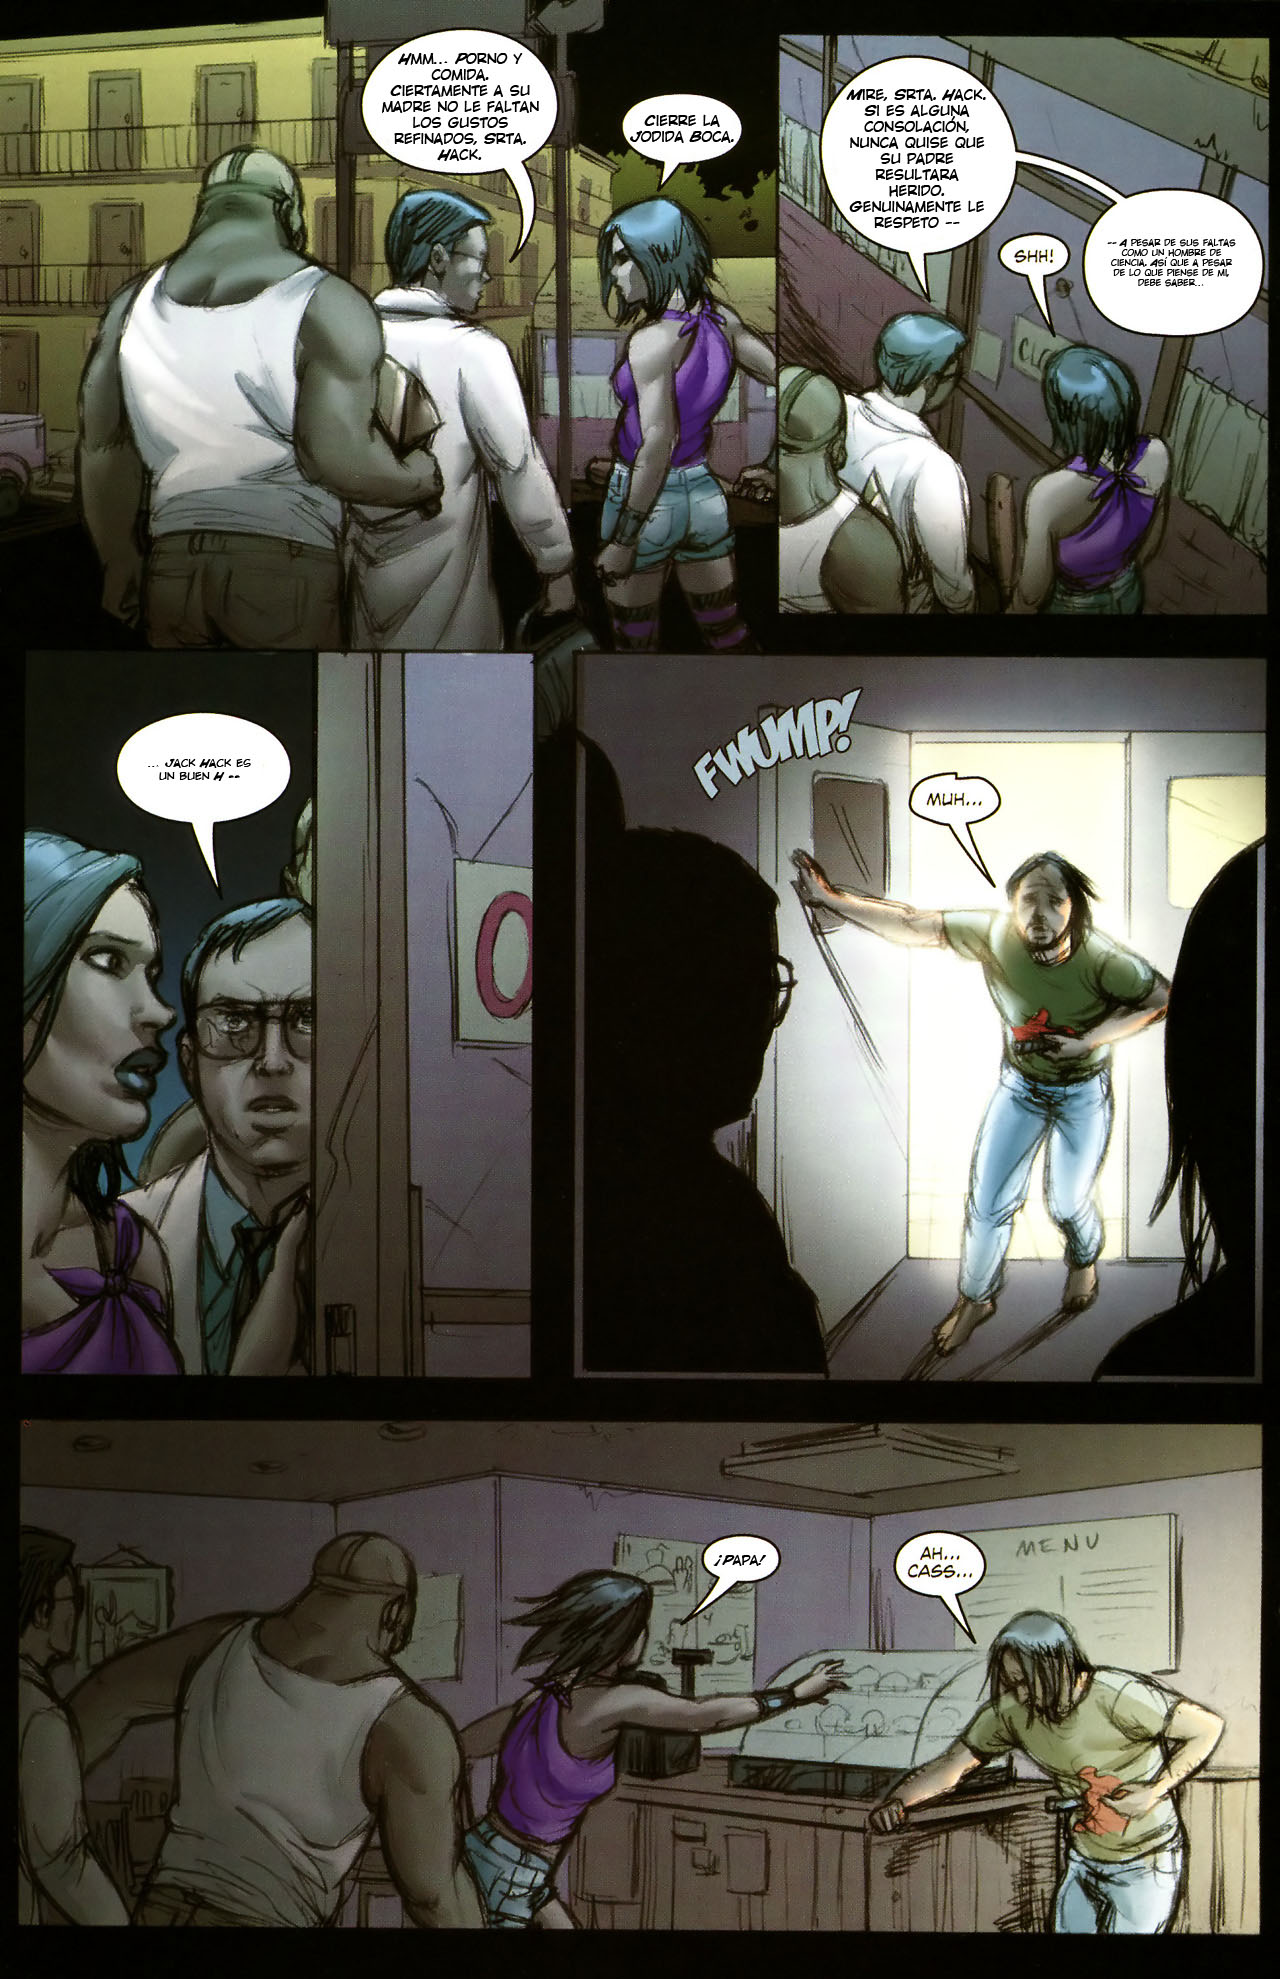 HMM... PORNO Y
COMIDA.
CIERTAMENTE A SU
MADRE NO LE FALTAN
LOS GUSTOS
REFINADOS, SRTA.
HACK.
CIERRE LA
JODIDA BOCA.
MIRE, SRTA. HACK.
SI ES ALGUNA
CONSOLACIÓN,
NUNCA QUISE QUE
SU PADRE
RESULTARA
HERIDO.
GENUINAMENTE LE
RESPETO --
SHH!
-- A PESAR DE SUS FALTAS
COMO UN HOMBRE DE
CIENCIA. ASÍ QUE A PESAR
DE LO QUE PIENSE DE MI,
DEBE SABER...
CLO
... JACK HACK ES
UN BUEN H --
FWUMP!
MUH...
¡PAPA!
AH...
CASS...
MENU